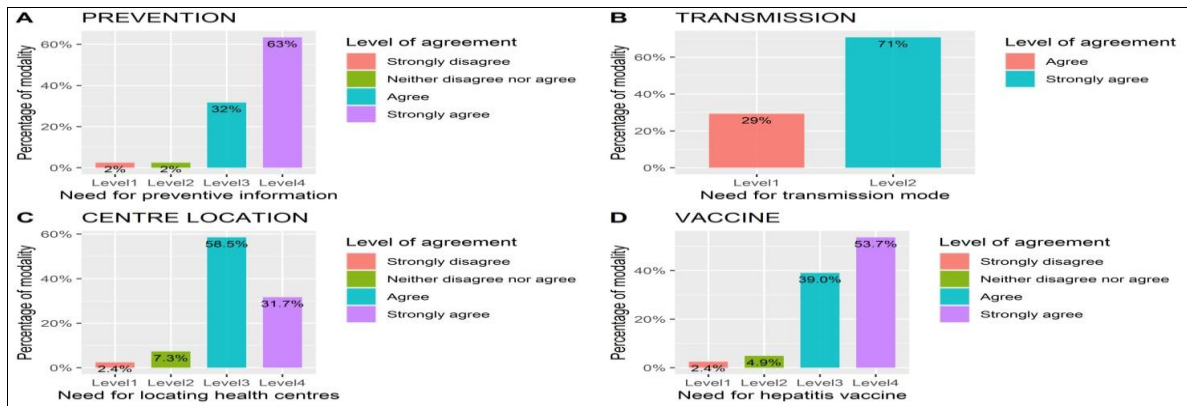 A PREVENTION
Percentage of modality
60%
40%
20%
0%
2%
2%
32%
63%
Level1 Level2 Level3 Level4
Need for preventive information
Level of agreement
Strongly disagree
Neither disagree nor agree
Agree
Strongly agree
B TRANSMISSION
Percentage of modality
60%
40%
20%
0%
29%
71%
Level1 Level2
Need for transmission mode
Level of agreement
Agree
Strongly agree
C CENTRE LOCATION
Percentage of modality
60%
40%
20%
0%
2.4%
7.3%
58.5%
31.7%
Level1 Level2 Level3 Level4
Need for locating health centres
Level of agreement
Strongly disagree
Neither disagree nor agree
Agree
Strongly agree
D VACCINE
Percentage of modality
40%
20%
0%
2.4%
4.9%
39.0%
53.7%
Level1 Level2 Level3 Level4
Need for hepatitis vaccine
Level of agreement
Strongly disagree
Neither disagree nor agree
Agree
Strongly agree